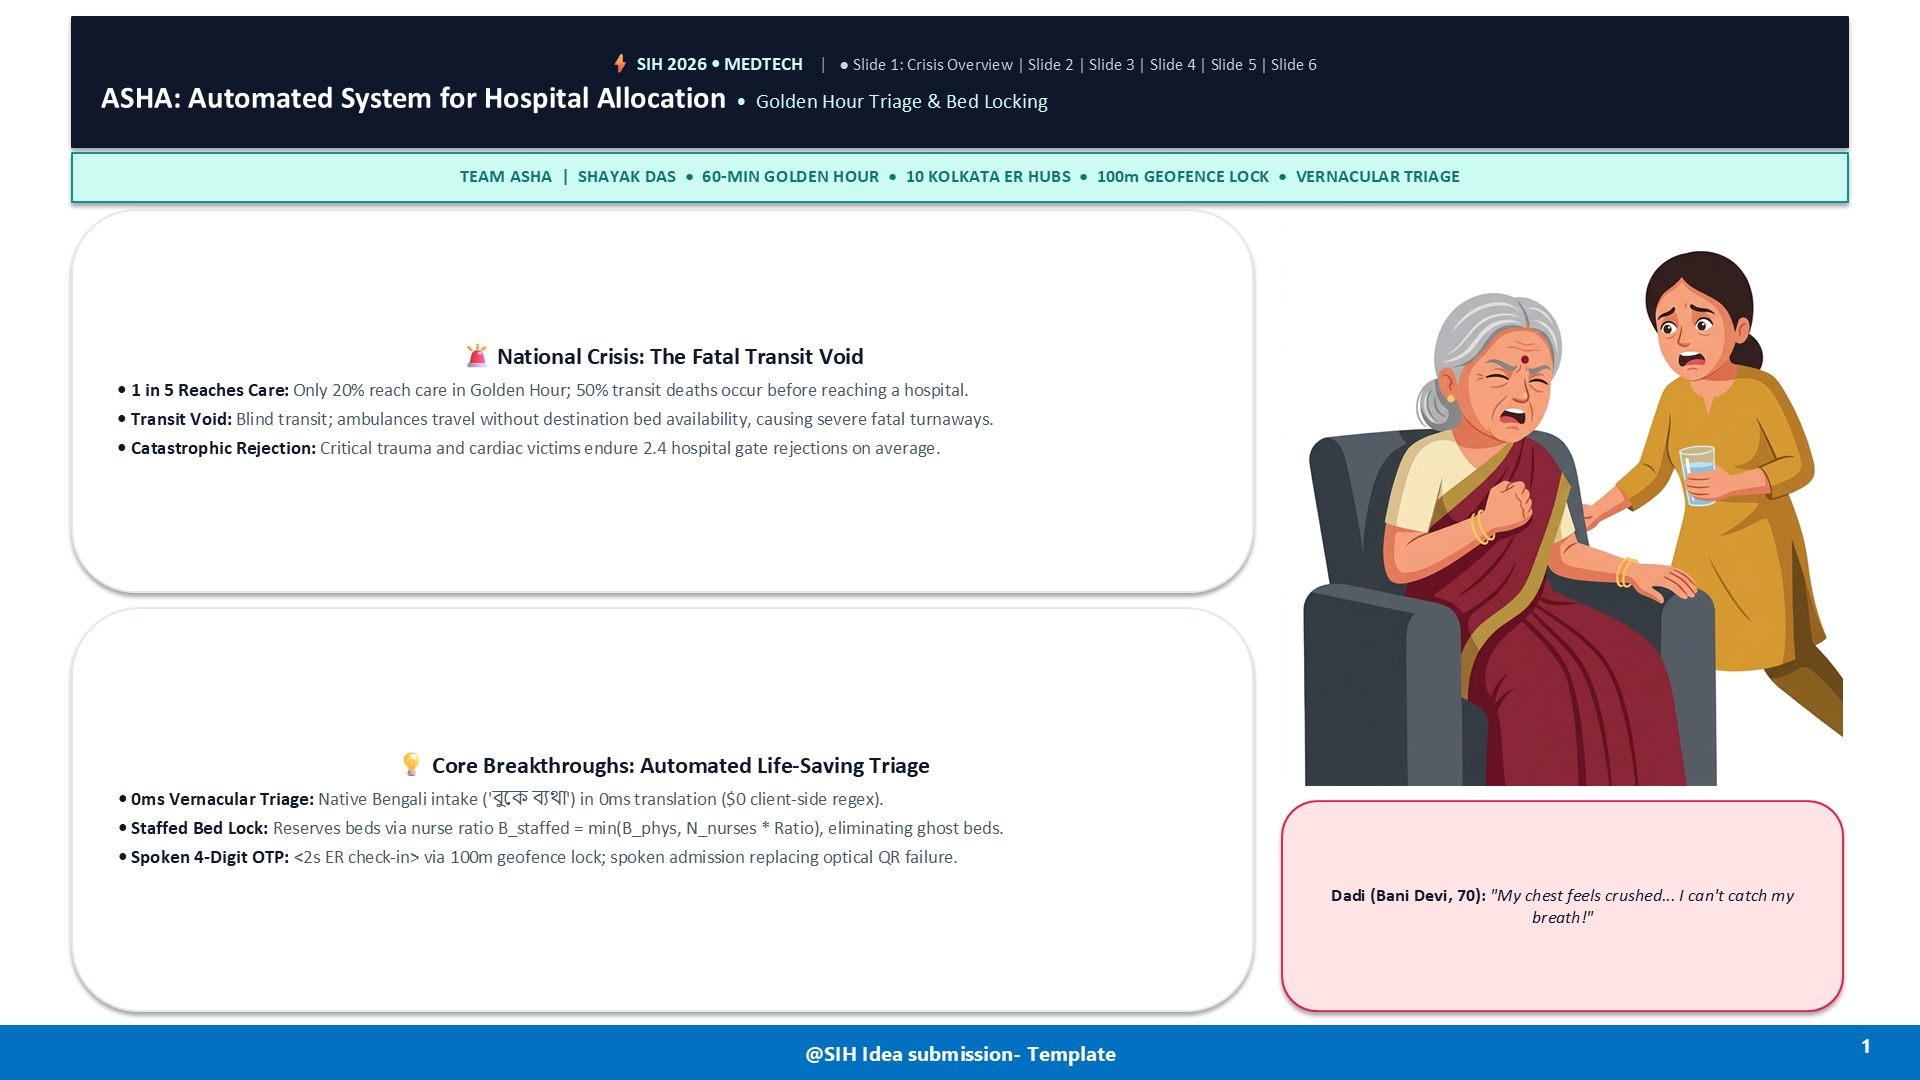 ⚡ SIH 2026 • MEDTECH | ● Slide 1: Crisis Overview | Slide 2 | Slide 3 | Slide 4 | Slide 5 | Slide 6
ASHA: Automated System for Hospital Allocation • Golden Hour Triage & Bed Locking
TEAM ASHA | SHAYAK DAS • 60-MIN GOLDEN HOUR • 10 KOLKATA ER HUBS • 100m GEOFENCE LOCK • VERNACULAR TRIAGE
🚨 National Crisis: The Fatal Transit Void
• 1 in 5 Reaches Care: Only 20% reach care in Golden Hour; 50% transit deaths occur before reaching a hospital.
• Transit Void: Blind transit; ambulances travel without destination bed availability, causing severe fatal turnaways.
• Catastrophic Rejection: Critical trauma and cardiac victims endure 2.4 hospital gate rejections on average.
💡 Core Breakthroughs: Automated Life-Saving Triage
• 0ms Vernacular Triage: Native Bengali intake ('বুকে ব্যথা') in 0ms translation ($0 client-side regex).
• Staffed Bed Lock: Reserves beds via nurse ratio B_staffed = min(B_phys, N_nurses * Ratio), eliminating ghost beds.
• Spoken 4-Digit OTP: <2s ER check-in> via 100m geofence lock; spoken admission replacing optical QR failure.
Dadi (Bani Devi, 70): "My chest feels crushed... I can't catch my
breath!"
@SIH Idea submission- Template
1